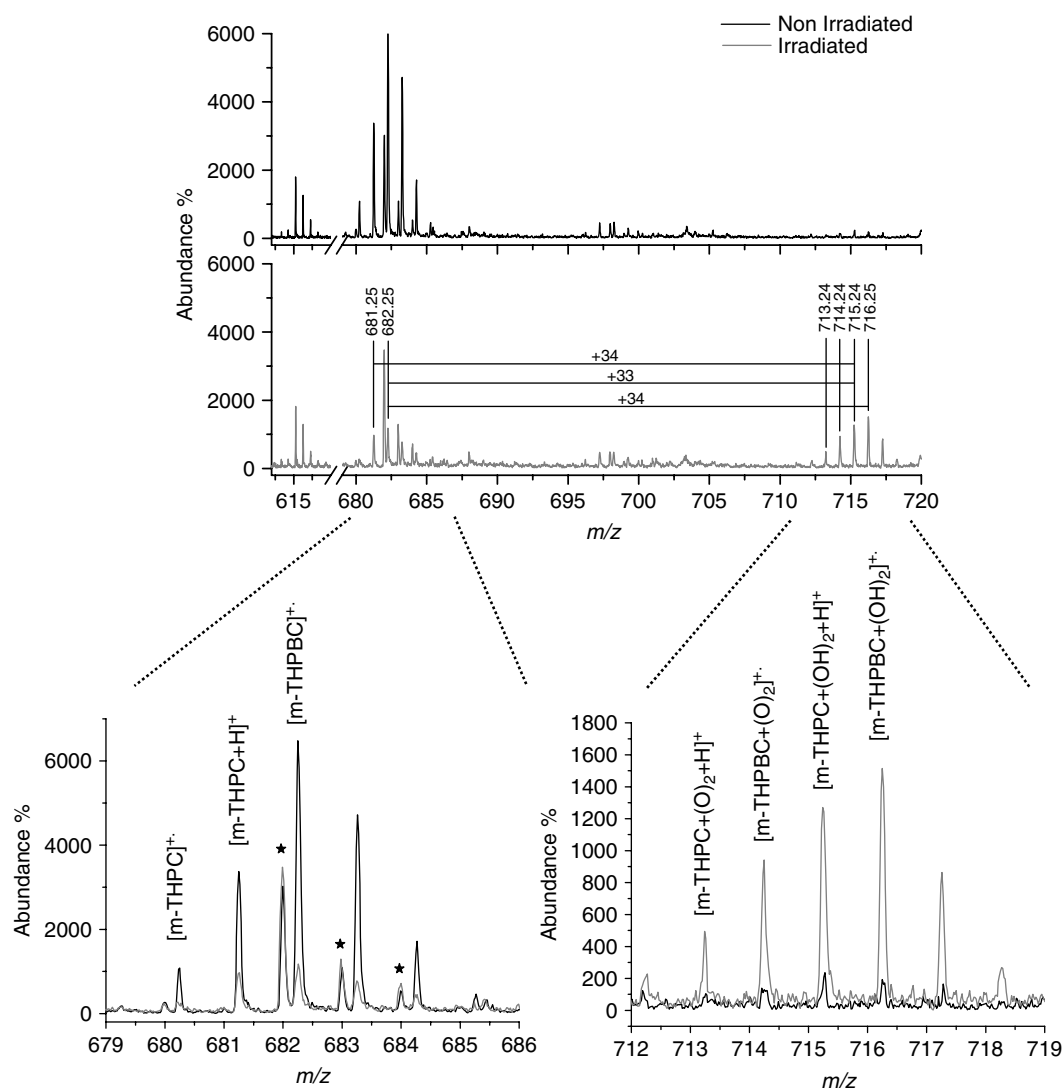 Non Irradiated
Irradiated
Abundance %
6000
4000
2000
0
6000
4000
2000
0
681.25
682.25
713.24
714.24
715.24
716.25
+34
+33
+34
615 680 685 690 695 700 705 710 715 720
m/z
[m-THPC]+·
[m-THPC+H]+
[m-THPBC]+·
Abundance %
6000
4000
2000
0
679 680 681 682 683 684 685 686
m/z
[m-THPC+(O)2+H]+
[m-THPBC+(O)2]+·
[m-THPC+(OH)2+H]+
[m-THPBC+(OH)2]+·
Abundance %
1800
1600
1400
1200
1000
800
600
400
200
0
712 713 714 715 716 717 718 719
m/z